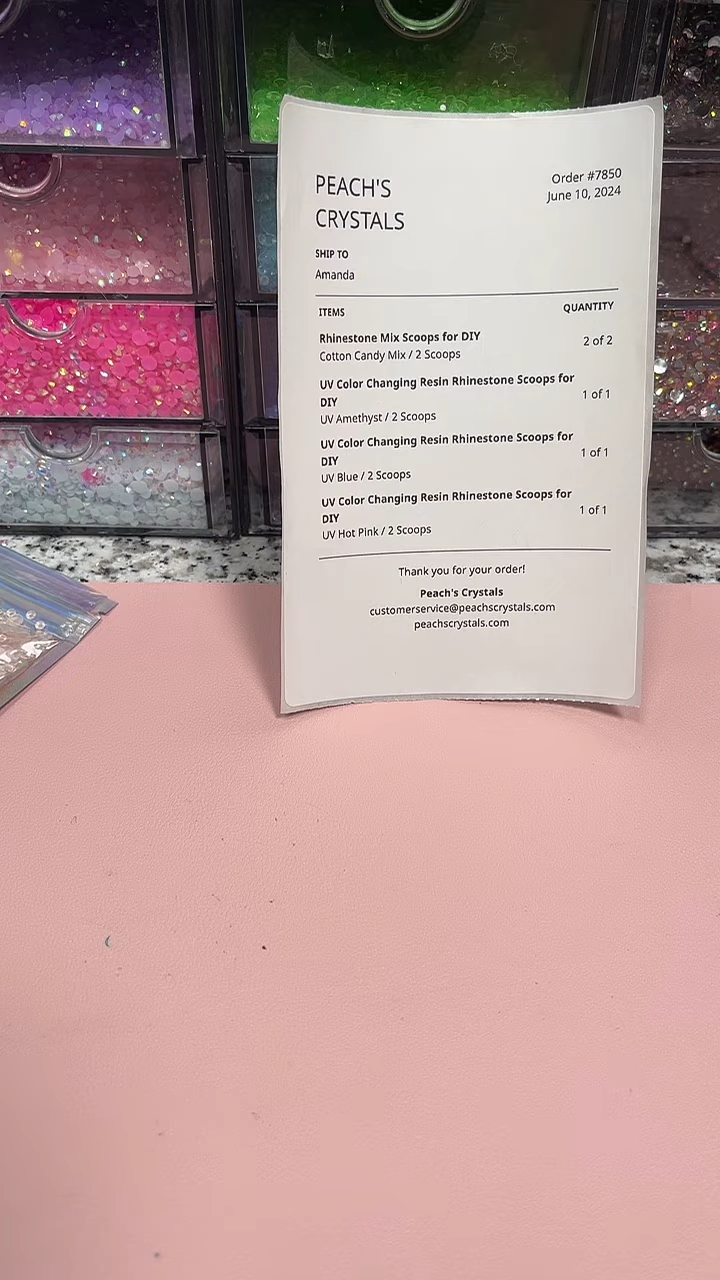 PEACH'S
CRYSTALS
Order #7850
June 10, 2024
SHIP TO
Amanda
ITEMS QUANTITY
Rhinestone Mix Scoops for DIY 2 of 2
Cotton Candy Mix / 2 Scoops
UV Color Changing Resin Rhinestone Scoops for
DIY 1 of 1
UV Amethyst / 2 Scoops
UV Color Changing Resin Rhinestone Scoops for
DIY 1 of 1
UV Blue / 2 Scoops
UV Color Changing Resin Rhinestone Scoops for
DIY 1 of 1
UV Hot Pink / 2 Scoops
Thank you for your order!
Peach's Crystals
customerservice@peachscrystals.com
peachscrystals.com